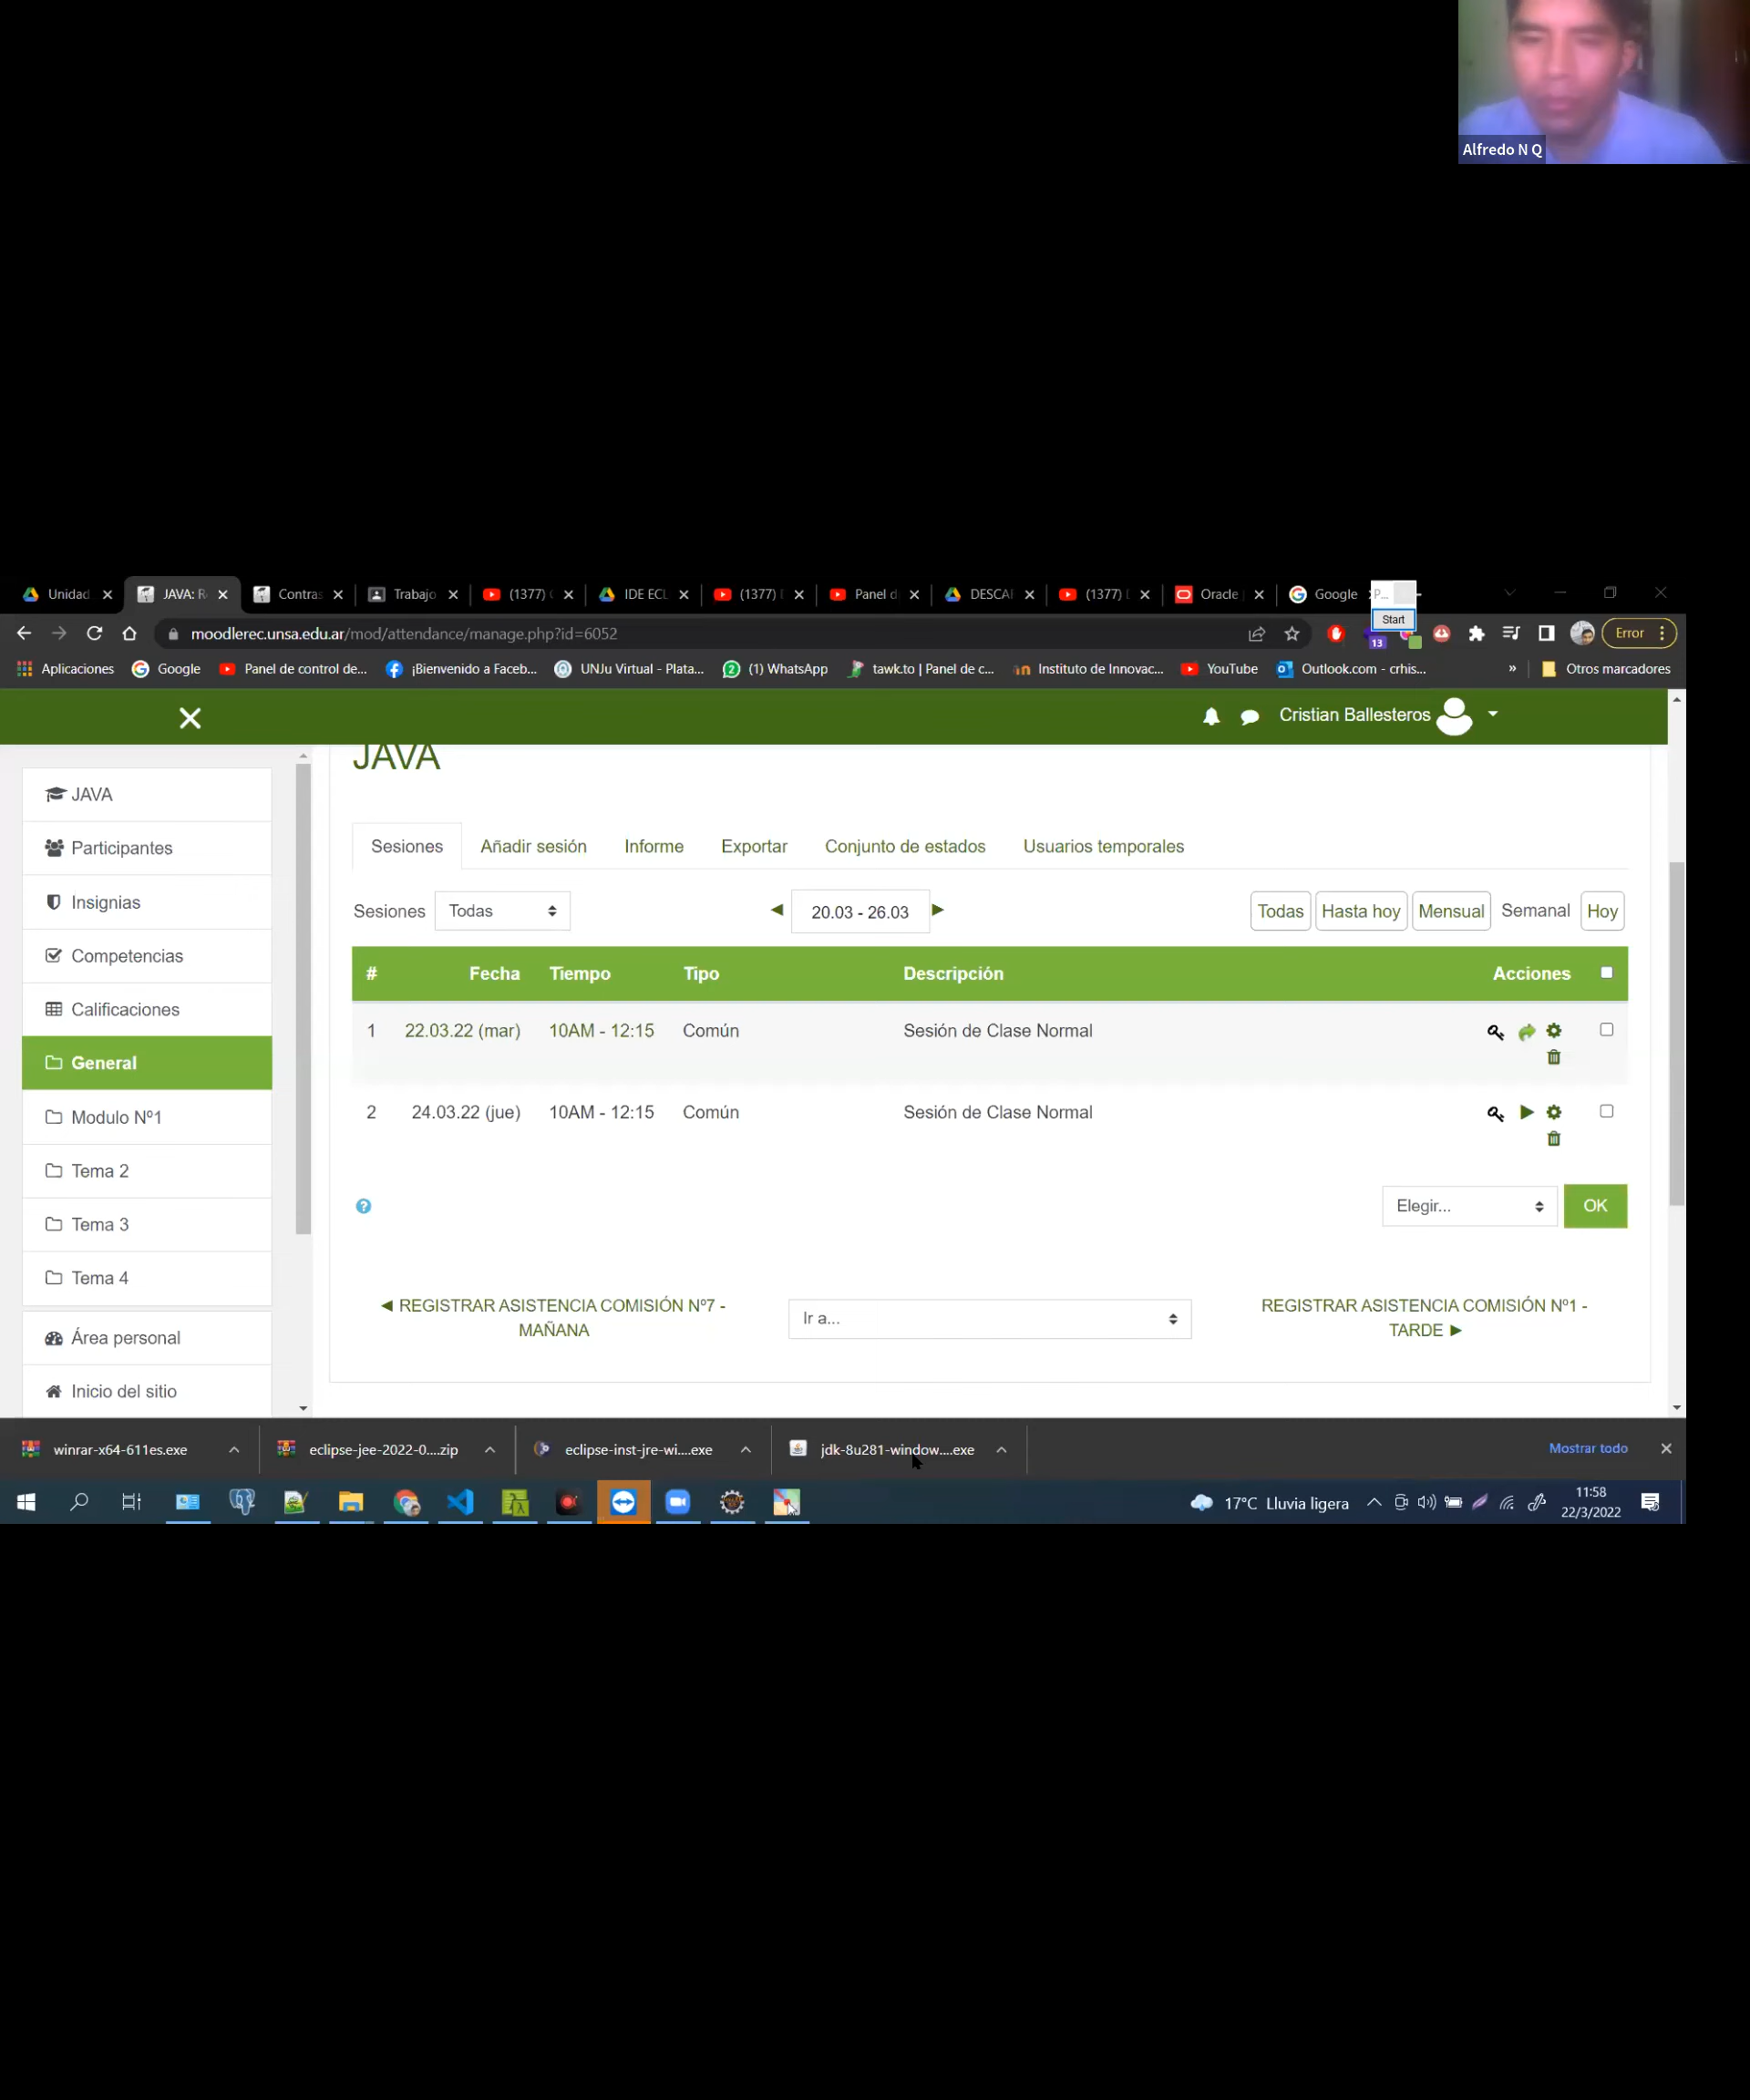 Alfredo N Q
Unidad
JAVA: R
Contras
Trabajo
(1377)
IDE ECL
(1377)
Panel d
DESCAI
(1377)
Oracle
Google
P...
Start
moodlerec.unsa.edu.ar/mod/attendance/manage.php?id=6052
13
Error
Aplicaciones
Google
Panel de control de...
¡Bienvenido a Faceb...
UNJu Virtual - Plata...
(1) WhatsApp
tawk.to | Panel de c...
Instituto de Innovac...
YouTube
Outlook.com - crhis...
»
Otros marcadores
Cristian Ballesteros
JAVA
JAVA
Participantes
Insignias
Competencias
Calificaciones
General
Modulo Nº1
Tema 2
Tema 3
Tema 4
Área personal
Inicio del sitio
Sesiones Añadir sesión Informe Exportar Conjunto de estados Usuarios temporales
Sesiones Todas 20.03 - 26.03 Todas Hasta hoy Mensual Semanal Hoy
# Fecha Tiempo Tipo Descripción Acciones
1 22.03.22 (mar) 10AM - 12:15 Común Sesión de Clase Normal
2 24.03.22 (jue) 10AM - 12:15 Común Sesión de Clase Normal
Elegir... OK
◄ REGISTRAR ASISTENCIA COMISIÓN Nº7 -
MAÑANA
Ir a...
REGISTRAR ASISTENCIA COMISIÓN Nº1 -
TARDE ►
winrar-x64-611es.exe
eclipse-jee-2022-0....zip
eclipse-inst-jre-wi....exe
jdk-8u281-window....exe
Mostrar todo
17°C Lluvia ligera
11:58
22/3/2022